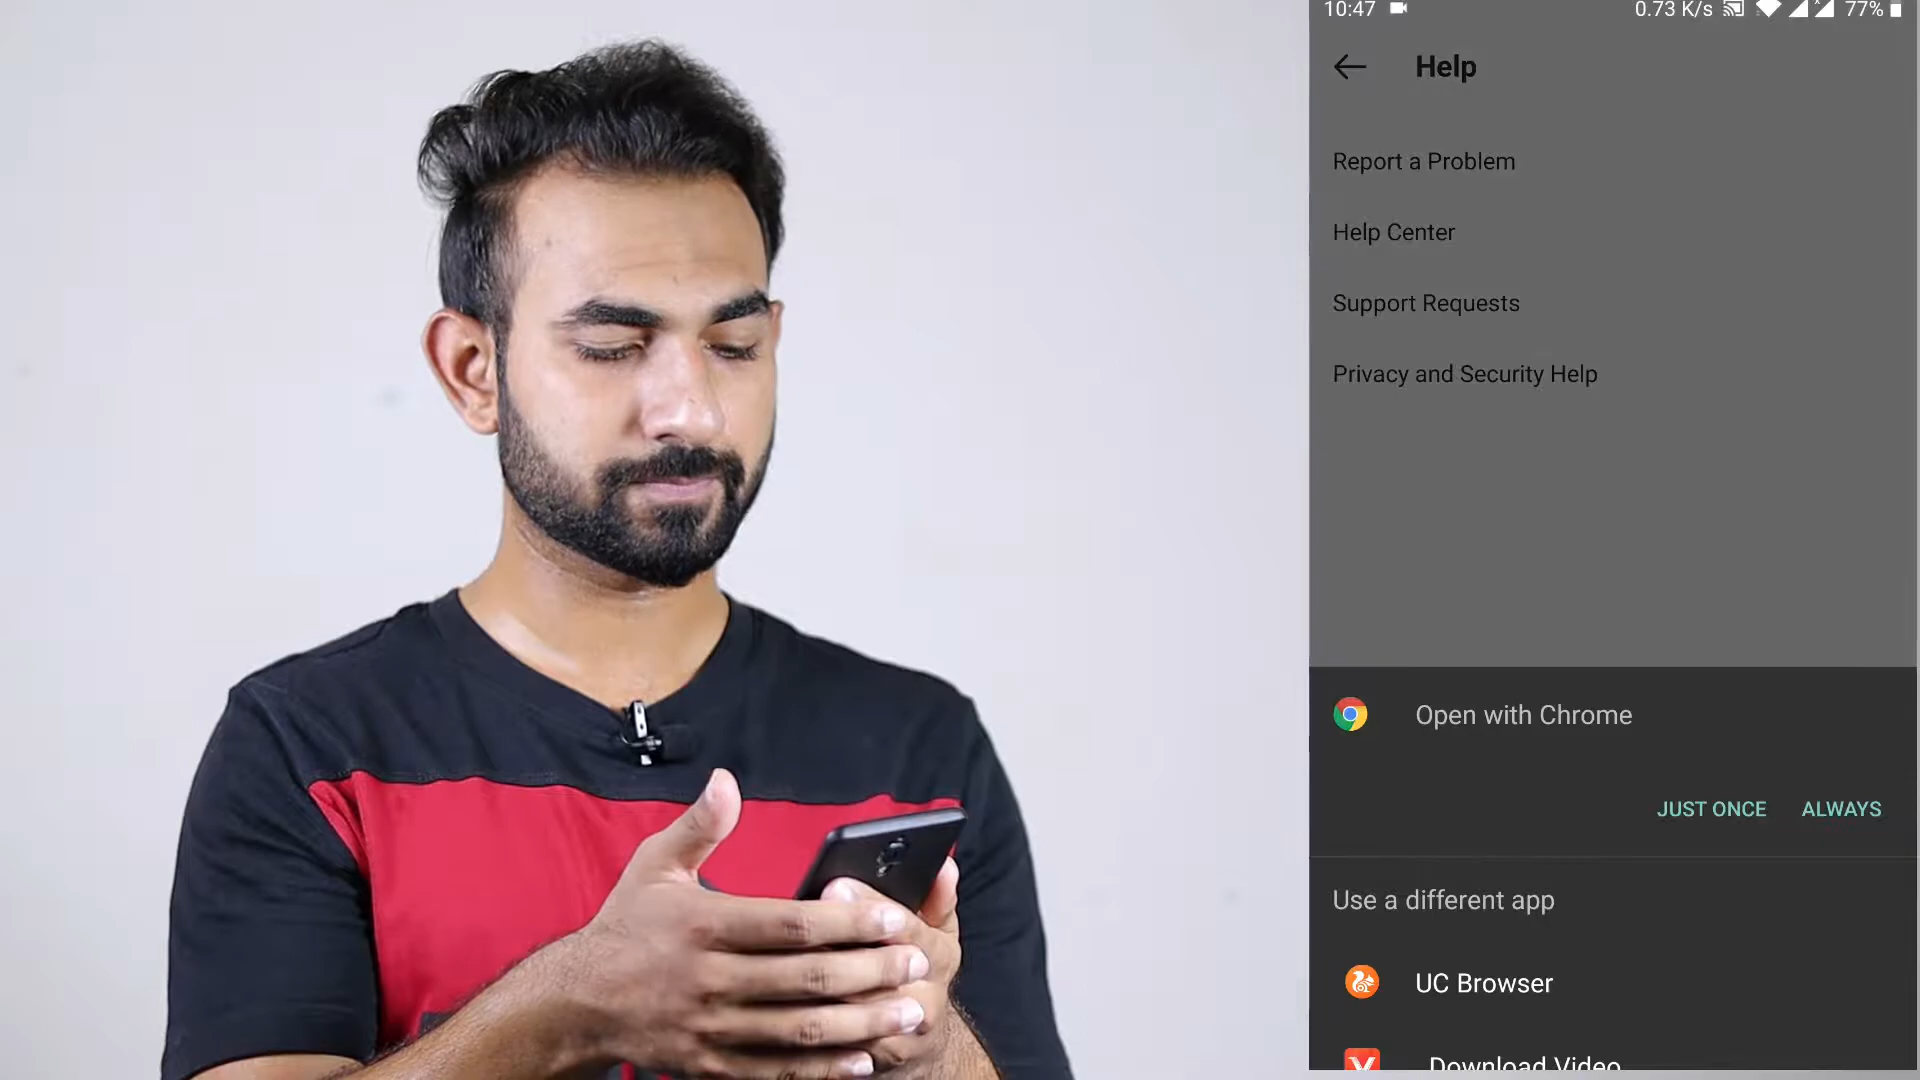 10:47 0.73 K/s 77%
Help
Report a Problem
Help Center
Support Requests
Privacy and Security Help
Open with Chrome
JUST ONCE ALWAYS
Use a different app
UC Browser
Download Video